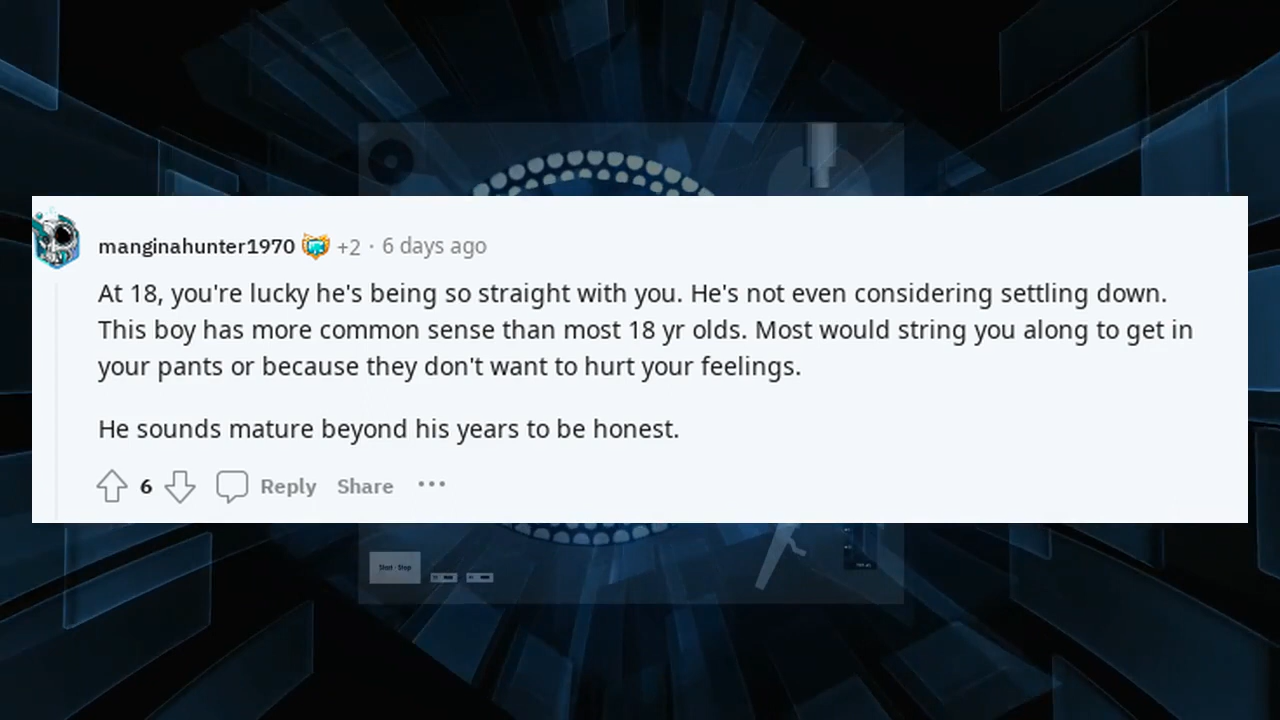 manginahunter1970 +2 · 6 days ago
At 18, you're lucky he's being so straight with you. He's not even considering settling down.
This boy has more common sense than most 18 yr olds. Most would string you along to get in
your pants or because they don't want to hurt your feelings.
He sounds mature beyond his years to be honest.
6 Reply Share •••
Start - Stop